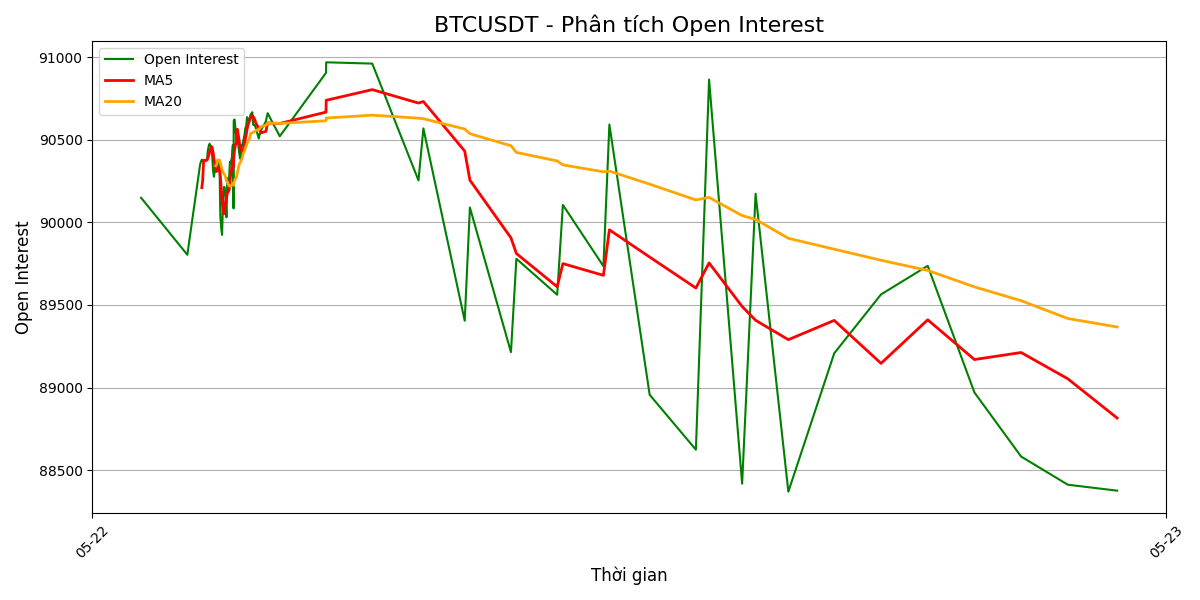 BTCUSDT - Phân tích Open Interest
Open Interest
MA5
MA20
91000
90500
90000
89500
89000
88500
Open Interest
05-22
05-23
Thời gian